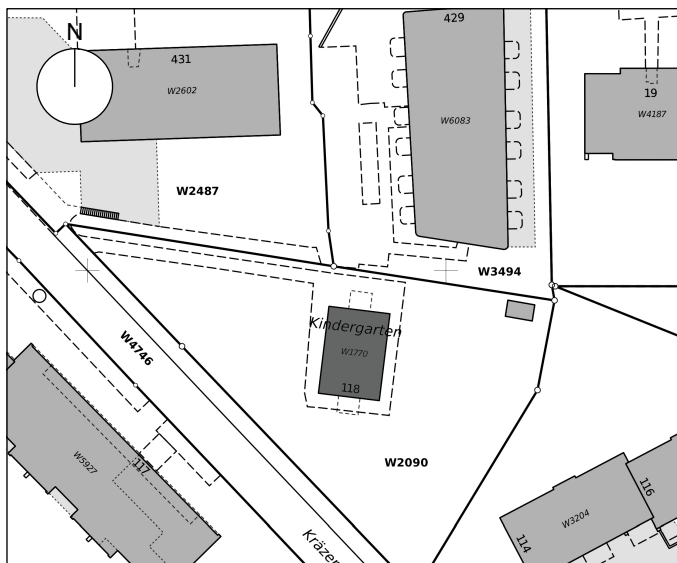 N
429
431
W2602
19
W6083
W4187
W2487
W3494
Kindergarten
W4746
W1770
118
W2090
W5927
117
116
W3204
114
Kräzer